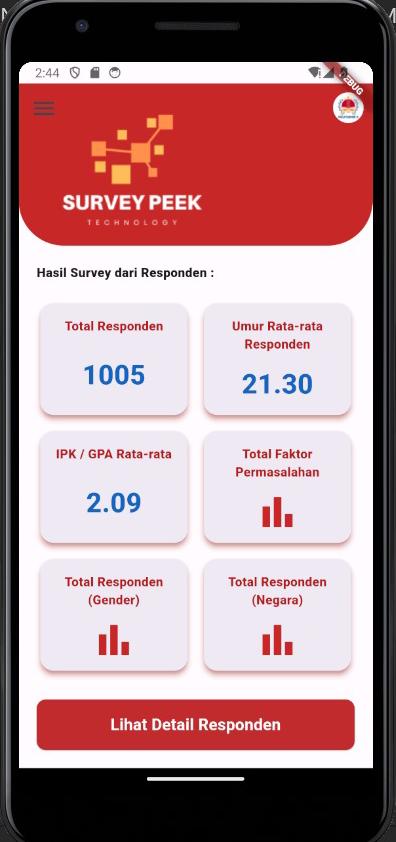 2:44
DEBUG
SURVEY PEEK
TECHNOLOGY
Hasil Survey dari Responden :
Total Responden
1005
Umur Rata-rata
Responden
21.30
IPK / GPA Rata-rata
2.09
Total Faktor
Permasalahan
Total Responden
(Gender)
Total Responden
(Negara)
Lihat Detail Responden